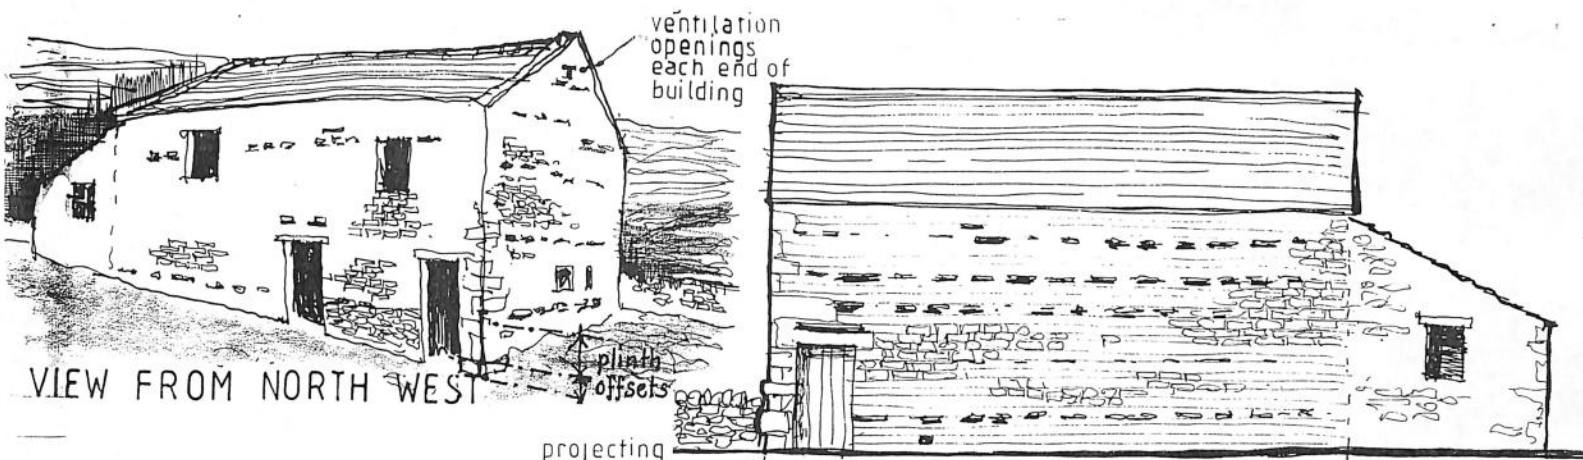 ventilation
openings
each end of
building
VIEW FROM NORTH WEST
plinth
offsets
projecting